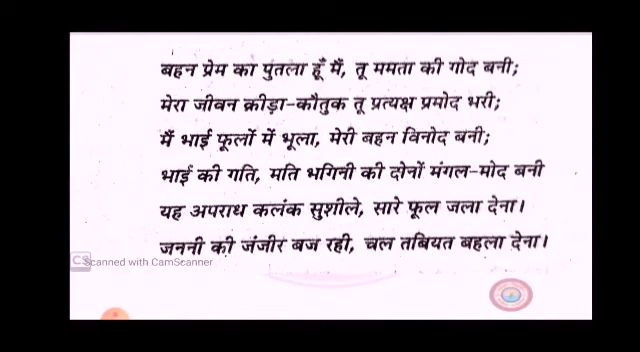 बहन प्रेम का पुतला हूँ मैं, तू ममता की गोद बनी;
मेरा जीवन क्रीड़ा-कौतुक तू प्रत्यक्ष प्रमोद भरी;
मैं भाई फूलों में भूला, मेरी बहन विनोद बनी;
भाई की गति, मति भगिनी की दोनों मंगल-मोद बनी
यह अपराध कलंक सुशीले, सारे फूल जला देना।
जननी की जंजीर बज रही, चल तबियत बहला देना।
CS Scanned with CamScanner